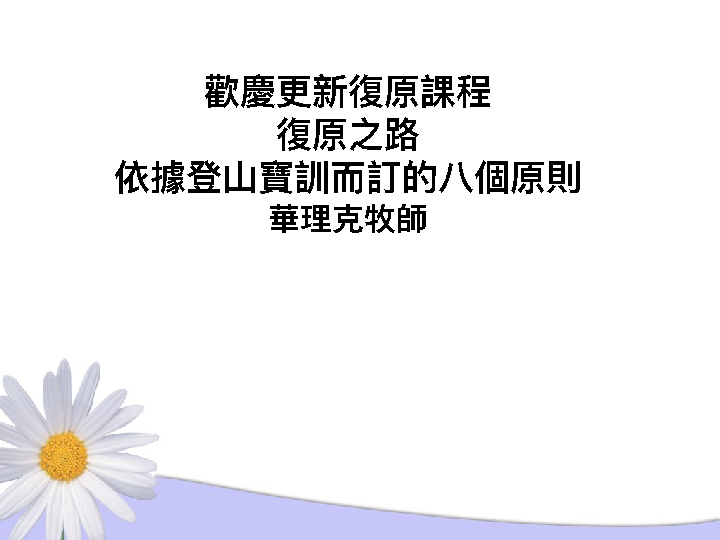 歡慶更新復原課程
復原之路
依據登山寶訓而訂的八個原則
華理克牧師